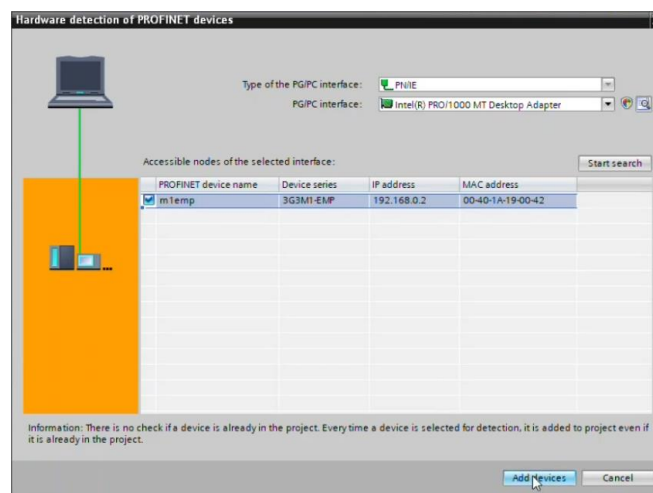 Hardware detection of PROFINET devices
Type of the PG/PC interface: PN/IE
PG/PC interface: Intel(R) PRO/1000 MT Desktop Adapter
Accessible nodes of the selected interface:
Start search
PROFINET device name Device series IP address MAC address
m1emp 3G3M1-EMP 192.168.0.2 00-40-1A-19-00-42
...
Information: There is no check if a device is already in the project. Every time a device is selected for detection, it is added to project even if
it is already in the project.
Add devices Cancel